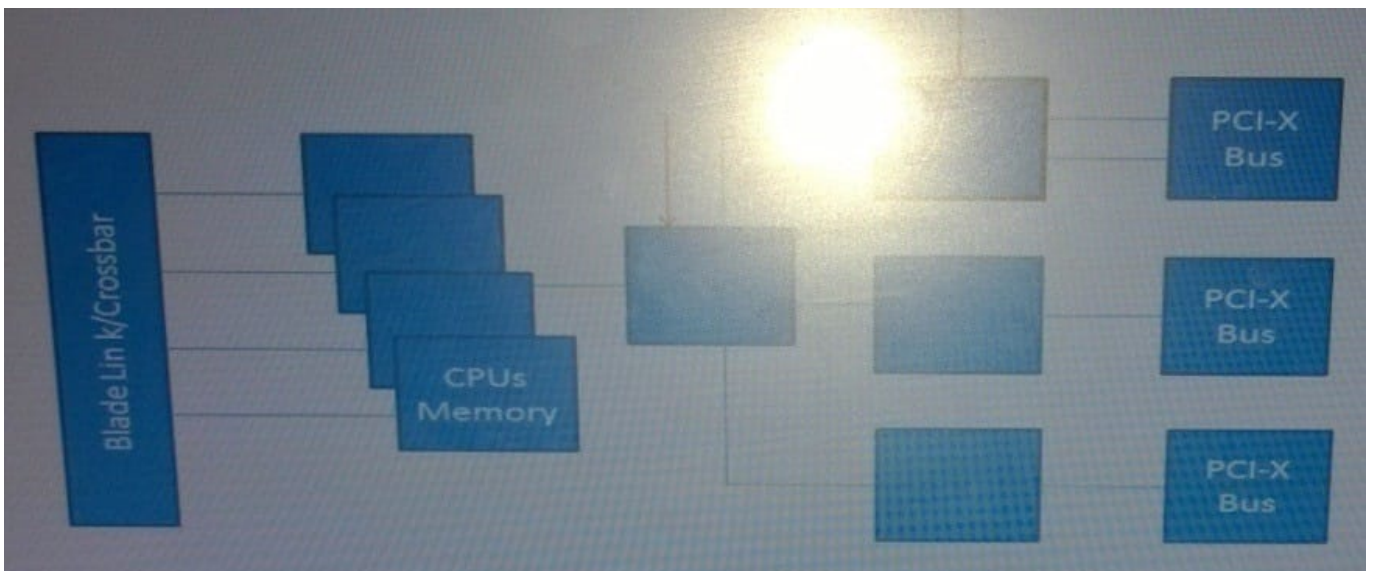 Blade Lin k/Crossbar
CPUs
Memory
PCI-X
Bus
PCI-X
Bus
PCI-X
Bus